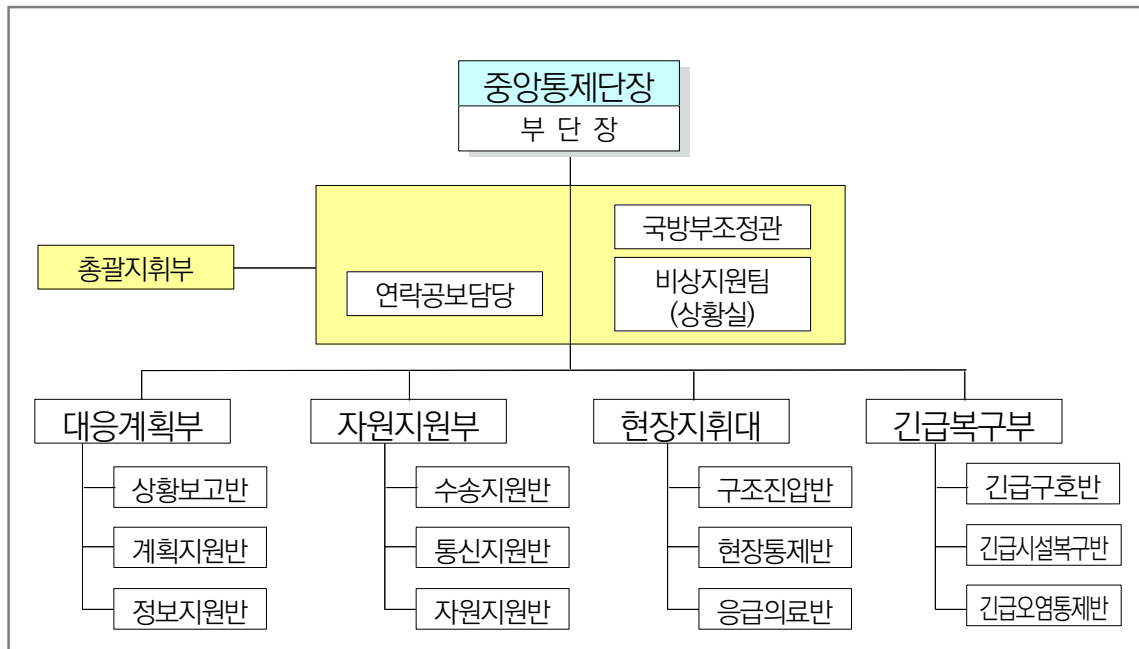 중앙통제단장
부 단 장
국방부조정관
총괄지휘부
연락공보담당
비상지원팀
(상황실)
대응계획부
자원지원부
현장지휘대
긴급복구부
상황보고반
수송지원반
구조진압반
긴급구호반
계획지원반
통신지원반
현장통제반
긴급시설복구반
정보지원반
자원지원반
응급의료반
긴급오염통제반